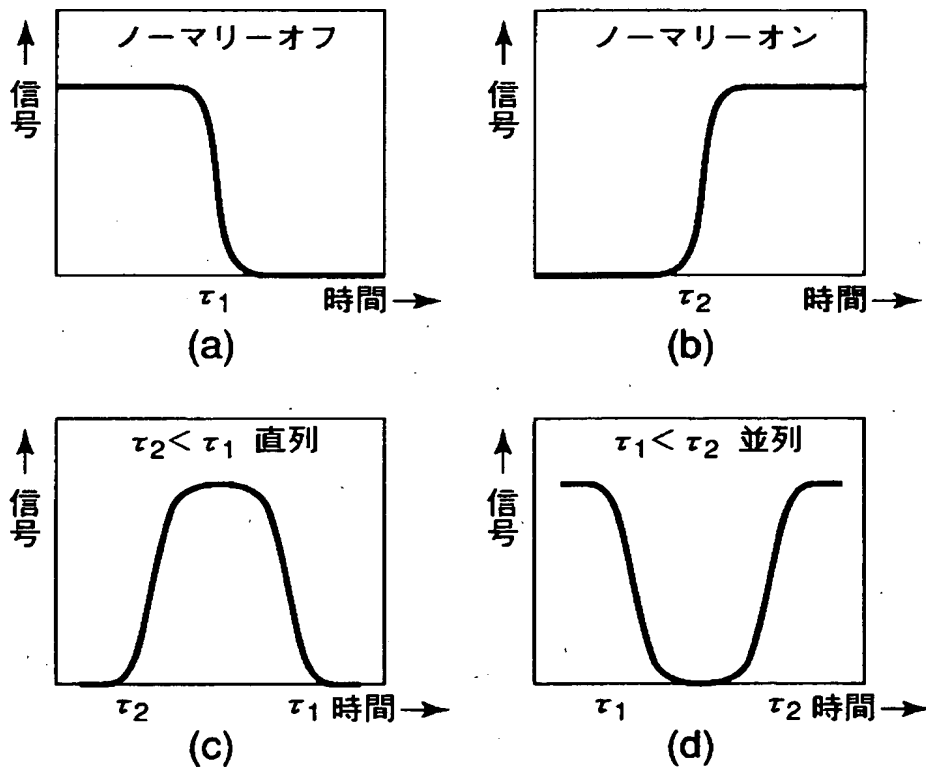 ノーマリーオフ
信号
τ1
時間
(a)
ノーマリーオン
信号
τ2
時間
(b)
τ2< τ1 直列
信号
τ2
τ1 時間
(c)
τ1< τ2 並列
信号
τ1
τ2 時間
(d)